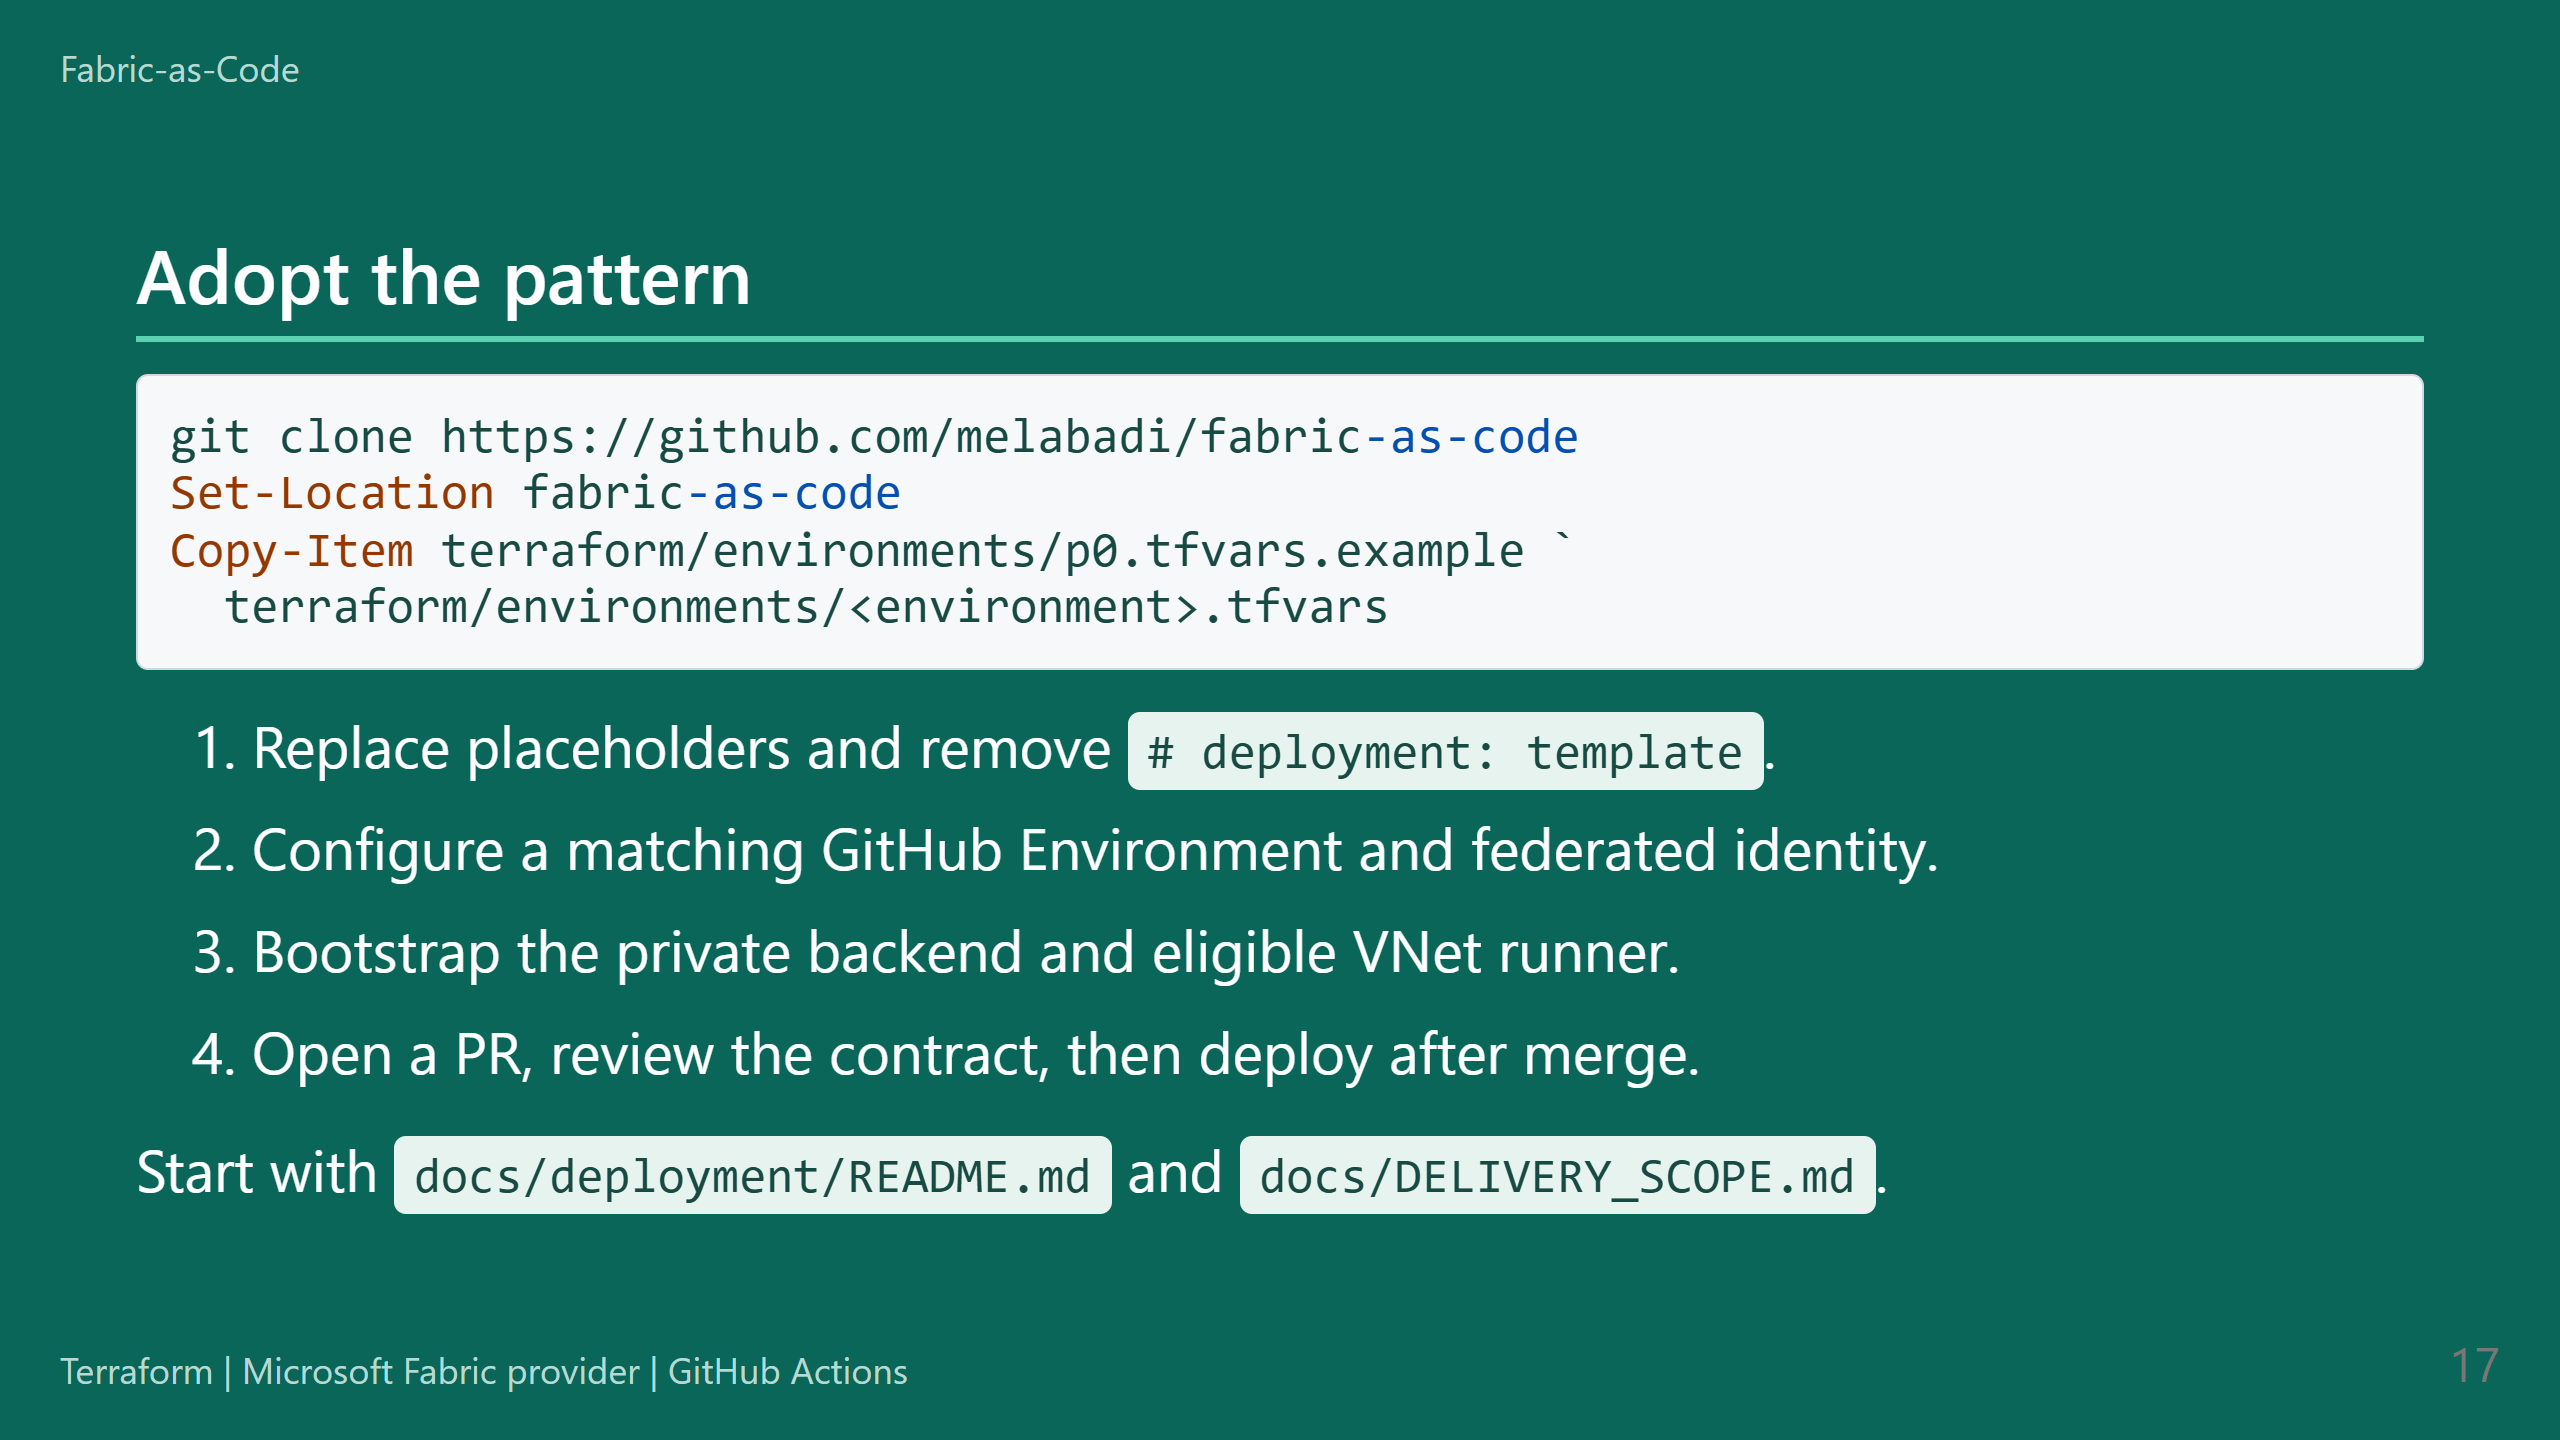 Fabric-as-Code
Adopt the pattern
git clone https://github.com/melabadi/fabric-as-code
Set-Location fabric-as-code
Copy-Item terraform/environments/p0.tfvars.example `
  terraform/environments/<environment>.tfvars
1. Replace placeholders and remove # deployment: template.
2. Configure a matching GitHub Environment and federated identity.
3. Bootstrap the private backend and eligible VNet runner.
4. Open a PR, review the contract, then deploy after merge.
Start with docs/deployment/README.md and docs/DELIVERY_SCOPE.md.
Terraform | Microsoft Fabric provider | GitHub Actions
17